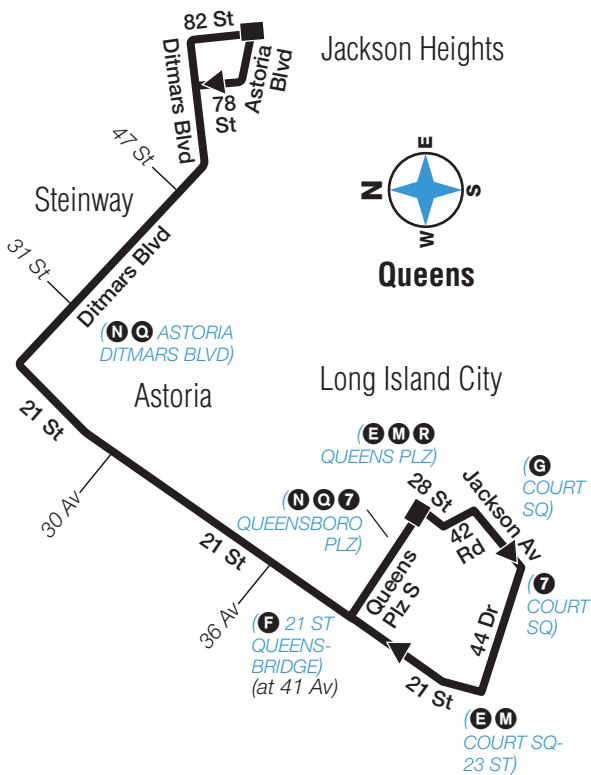 82 St
Jackson Heights
Ditmars Blvd
Astoria
Blvd
78
St
47 St
E
N
S
W
Queens
Steinway
31 St
Ditmars Blvd
(N Q ASTORIA
DITMARS BLVD)
Astoria
Long Island City
21 St
(E M R
QUEENS PLZ)
(G
COURT
SQ)
28 St
Jackson Av
42
Rd
(N Q 7
QUEENSBORO
PLZ)
30 Av
21 St
Queens
Plz S
(7
COURT
SQ)
44 Dr
36 Av
(F 21 ST
QUEENS-
BRIDGE)
(at 41 Av)
21 St
(E M
COURT SQ-
23 ST)